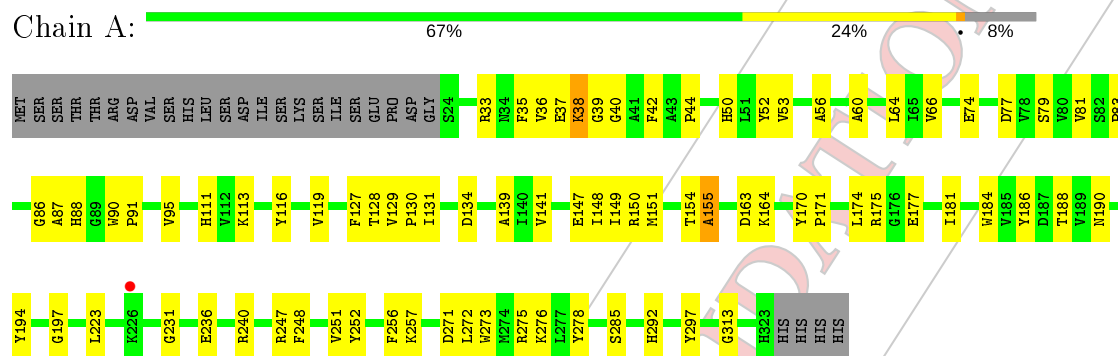 Chain A:
67% 24% • 8%
MET SER SER THR THR ARG ASP VAL SER HIS LEU SER ASP ILE SER LYS SER ILE SER GLU PRO ASP GLY S24 R33 N34 F35 V36 E37 K38 G39 G40 A41 F42 A43 P44 H50 L51 Y52 V53 A56 A60 L64 I65 V66 E74 D77 V78 S79 V80 V81 S82
G86 A87 H88 G89 W90 P91 V95 H111 V112 K113 Y116 V119 F127 T128 V129 P130 I131 D134 A139 I140 V141 E147 I148 I149 R150 M151 T154 A155 D163 K164 Y170 P171 L174 R175 G176 E177 I181 W184 V185 Y186 D187 T188 V189 N190
Y194 G197 L223 K226 G231 E236 R240 R247 F248 V251 Y252 F256 K257 D271 L272 W273 M274 R275 K276 L277 Y278 S285 H292 Y297 G313 H323 HIS HIS HIS HIS